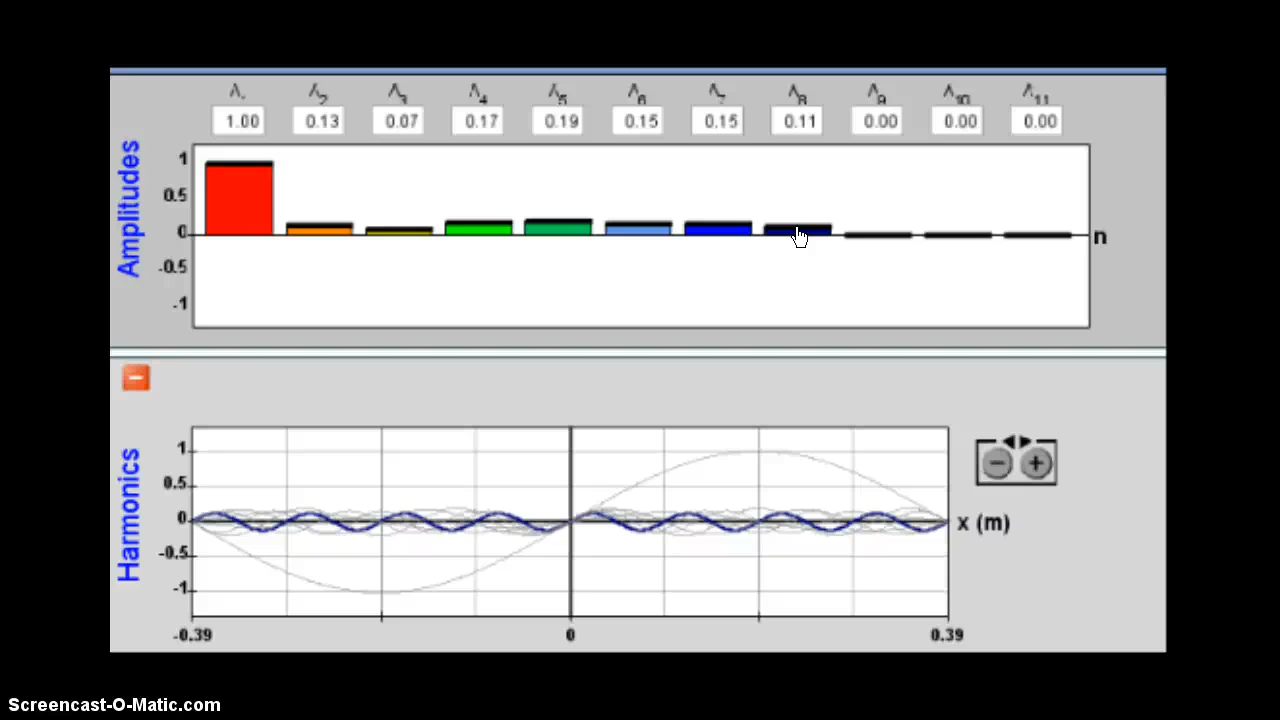 A₁ A₂ A₃ A₄ A₅ A₆ A₇ A₈ A₉ A₁₀ A₁₁
1.00 0.13 0.07 0.17 0.19 0.15 0.15 0.11 0.00 0.00 0.00
Amplitudes
1
0.5
0
-0.5
-1
n
Harmonics
1
0.5
0
-0.5
-1
x (m)
-0.39 0 0.39
Screencast-O-Matic.com